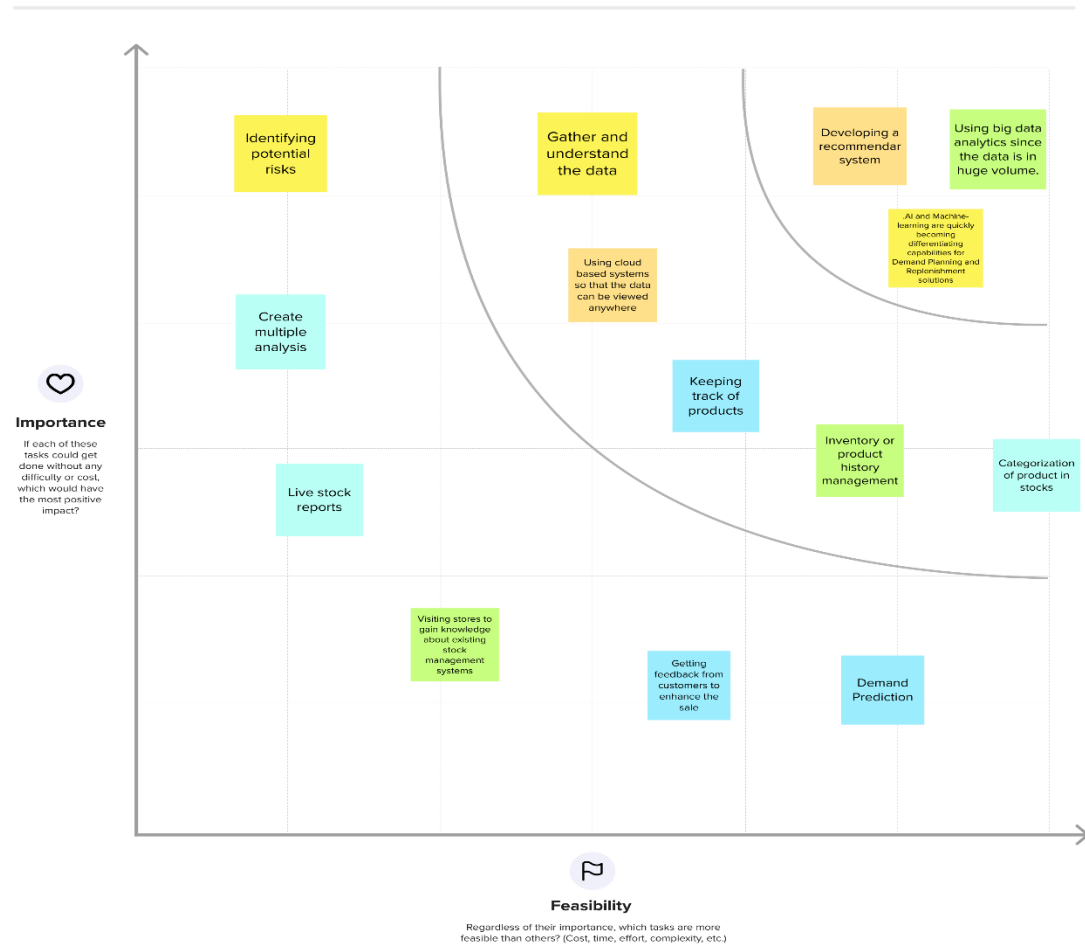 Identifying
potential
risks
Gather and
understand
the data
Developing a
recommendar
system
Using big data
analytics since
the data is in
huge volume.
.AI and Machine-
learning are quickly
becoming
differentiating
capabilities for
Demand Planning and
Replenishment
solutions
Using cloud
based systems
so that the data
can be viewed
anywhere
Create
multiple
analysis
Keeping
track of
products
Inventory or
product
history
management
Categorization
of product in
stocks
Live stock
reports
Importance
If each of these
tasks could get
done without any
difficulty or cost,
which would have
the most positive
impact?
Visiting stores to
gain knowledge
about existing
stock
management
systems
Getting
feedback from
customers to
enhance the
sale
Demand
Prediction
Feasibility
Regardless of their importance, which tasks are more
feasible than others? (Cost, time, effort, complexity, etc.)